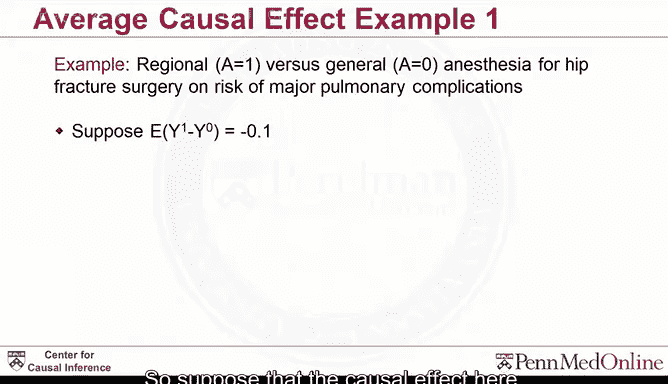 Average Causal Effect Example 1
Example: Regional (A=1) versus general (A=0) anesthesia for hip
fracture surgery on risk of major pulmonary complications
❖ Suppose E(Y¹-Y⁰) = -0.1
Center for
Causal Inference
PennMedOnline
So suppose that the causal effect here